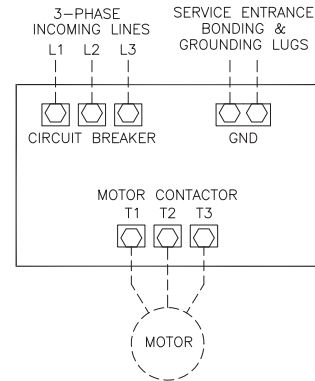 3-PHASE
INCOMING LINES
L1 L2 L3
SERVICE ENTRANCE
BONDING &
GROUNDING LUGS
CIRCUIT BREAKER
GND
MOTOR CONTACTOR
T1 T2 T3
MOTOR